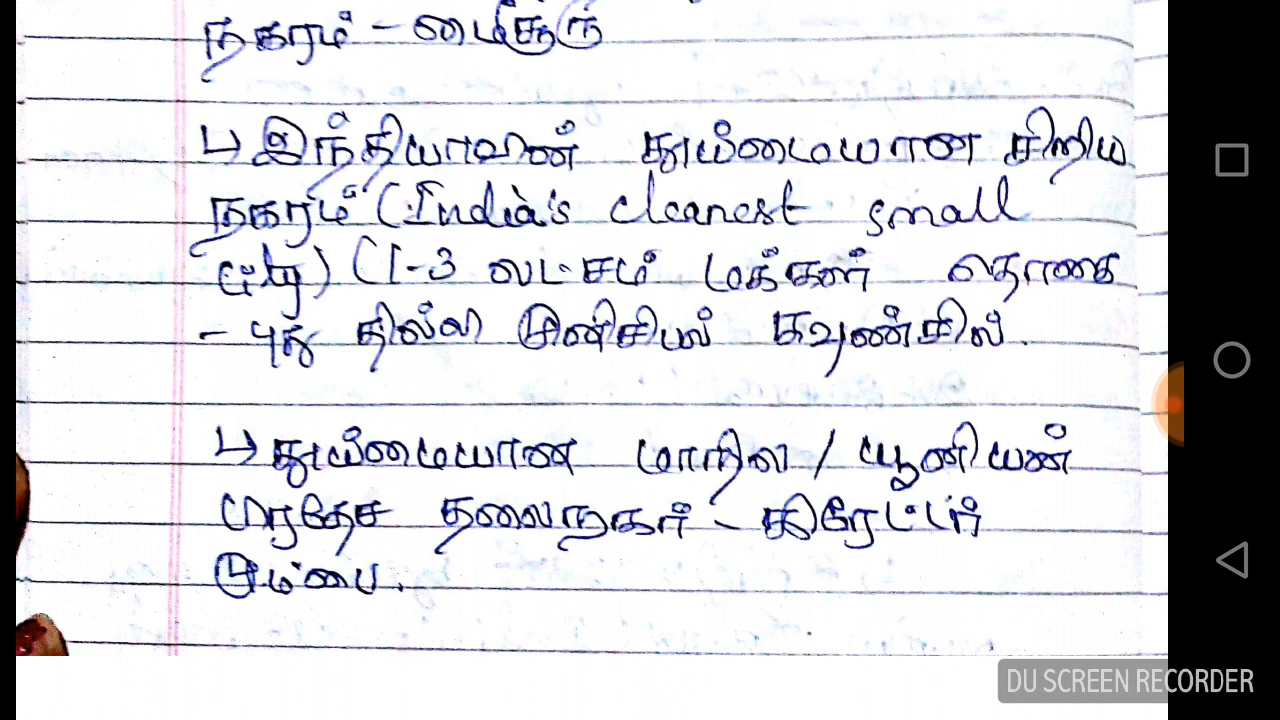 நகரம் - மைசூரு
↳ இந்தியாவின் தூய்மையான சிறிய
நகரம் (India's cleanest small
city) (1-3 லட்சம் மக்கள் தொகை
- புது தில்லி முனிசிபல் கவுண்சில்.
↳ தூய்மையான மாநில / யூனியன்
பிரதேச தலைநகர் - கிரேட்டர்
மும்பை.
DU SCREEN RECORDER